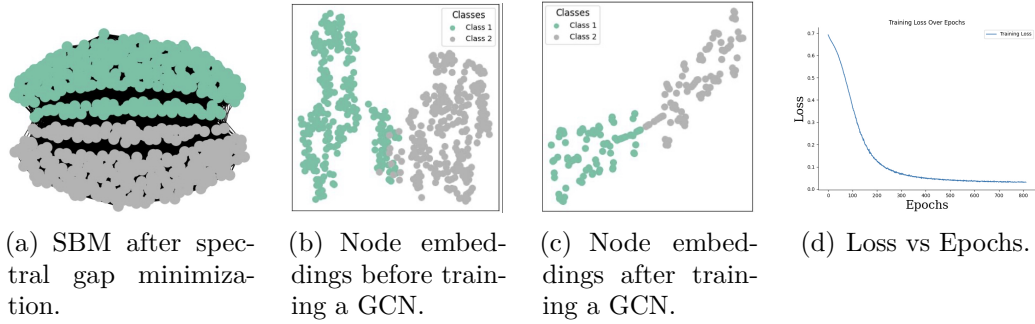 Classes
Class 1
Class 2
Classes
Class 1
Class 2
Training Loss Over Epochs
Training Loss
0.7
0.6
0.5
0.4
0.3
0.2
0.1
0.0
Loss
0 100 200 300 400 500 600 700 800
Epochs
(a) SBM after spec-
tral gap minimiza-
tion.
(b) Node embed-
dings before train-
ing a GCN.
(c) Node embed-
dings after train-
ing a GCN.
(d) Loss vs Epochs.